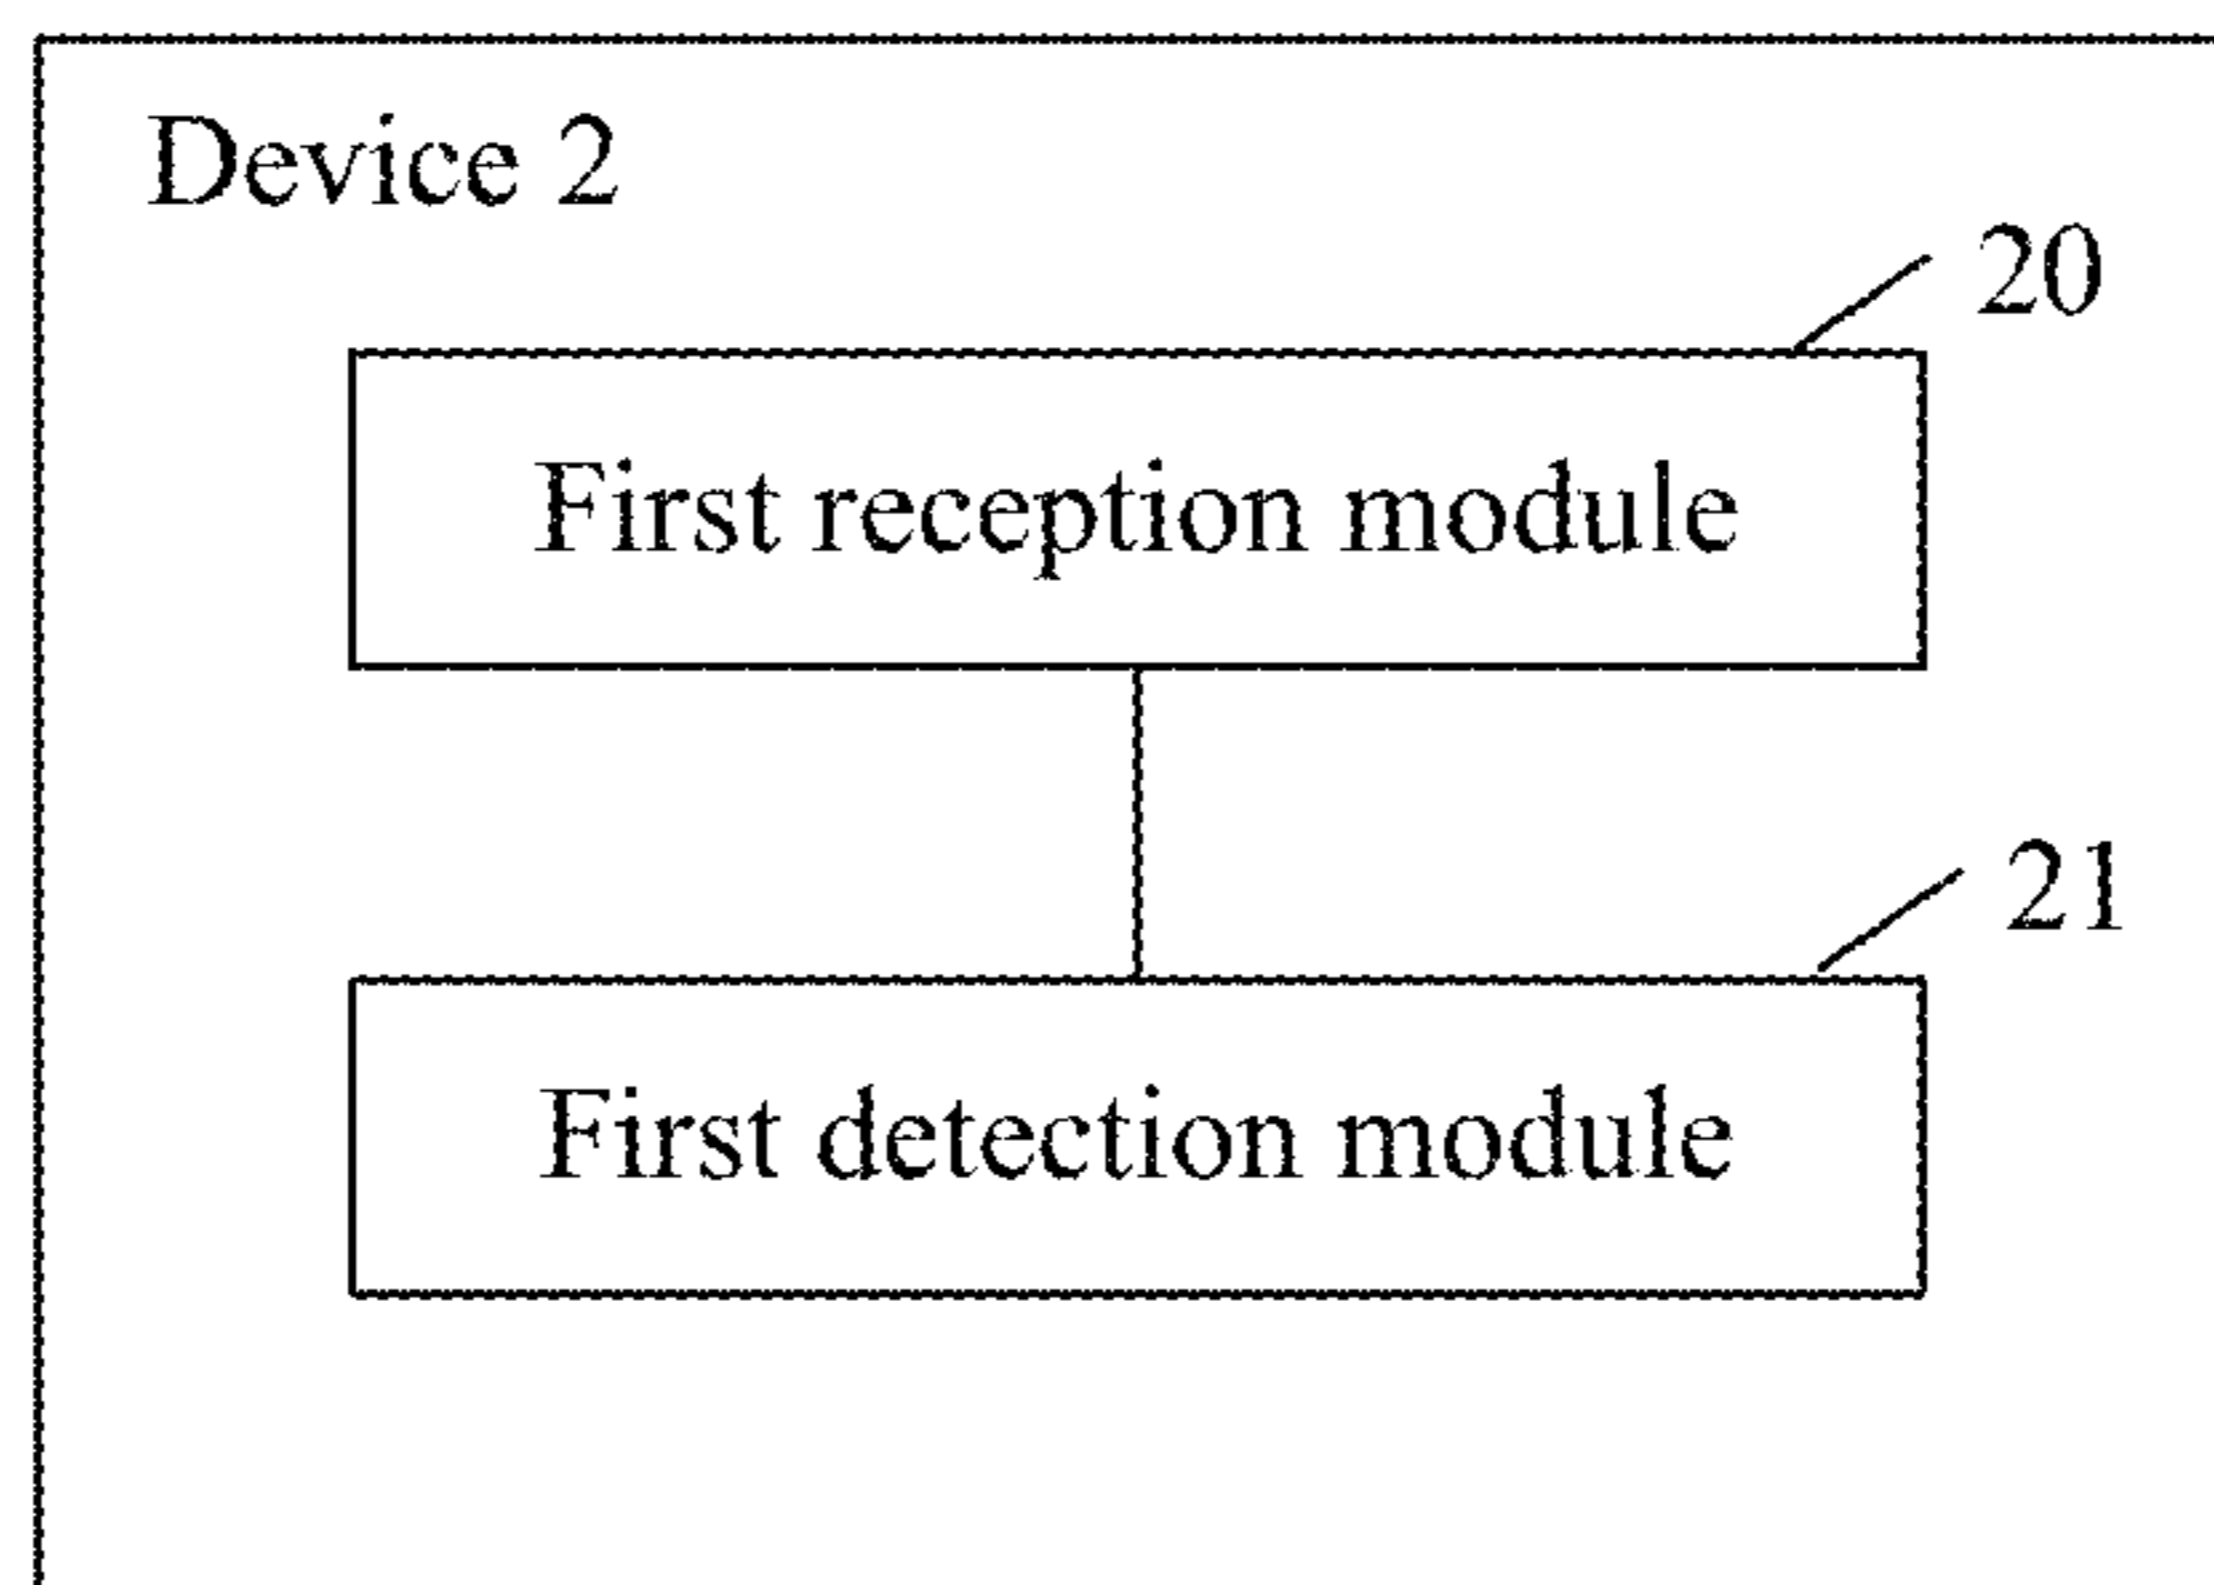 Device 2
20
First reception module
21
First detection module